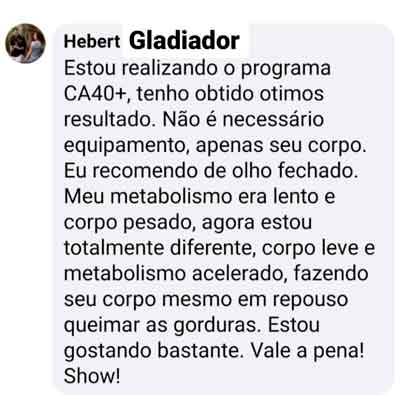 Hebert Gladiador
Estou realizando o programa
CA40+, tenho obtido otimos
resultado. Não é necessário
equipamento, apenas seu corpo.
Eu recomendo de olho fechado.
Meu metabolismo era lento e
corpo pesado, agora estou
totalmente diferente, corpo leve e
metabolismo acelerado, fazendo
seu corpo mesmo em repouso
queimar as gorduras. Estou
gostando bastante. Vale a pena!
Show!